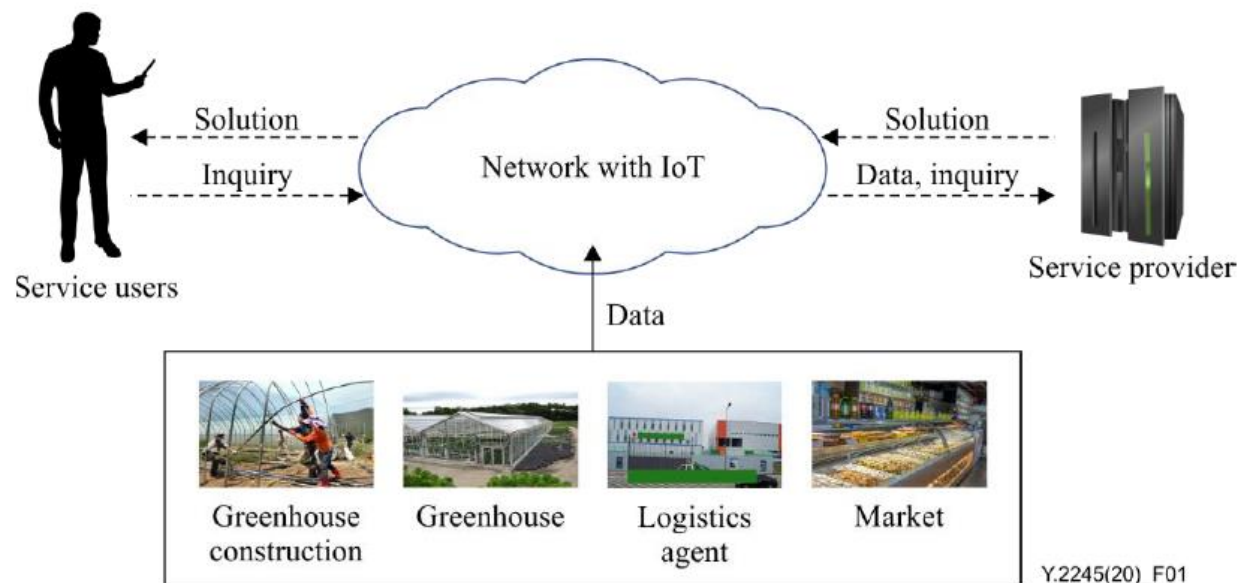 Solution
Inquiry
Service users
Network with IoT
Solution
Data, inquiry
Service provider
Data
Greenhouse
construction
Greenhouse
Logistics
agent
Market
Y.2245(20)_F01